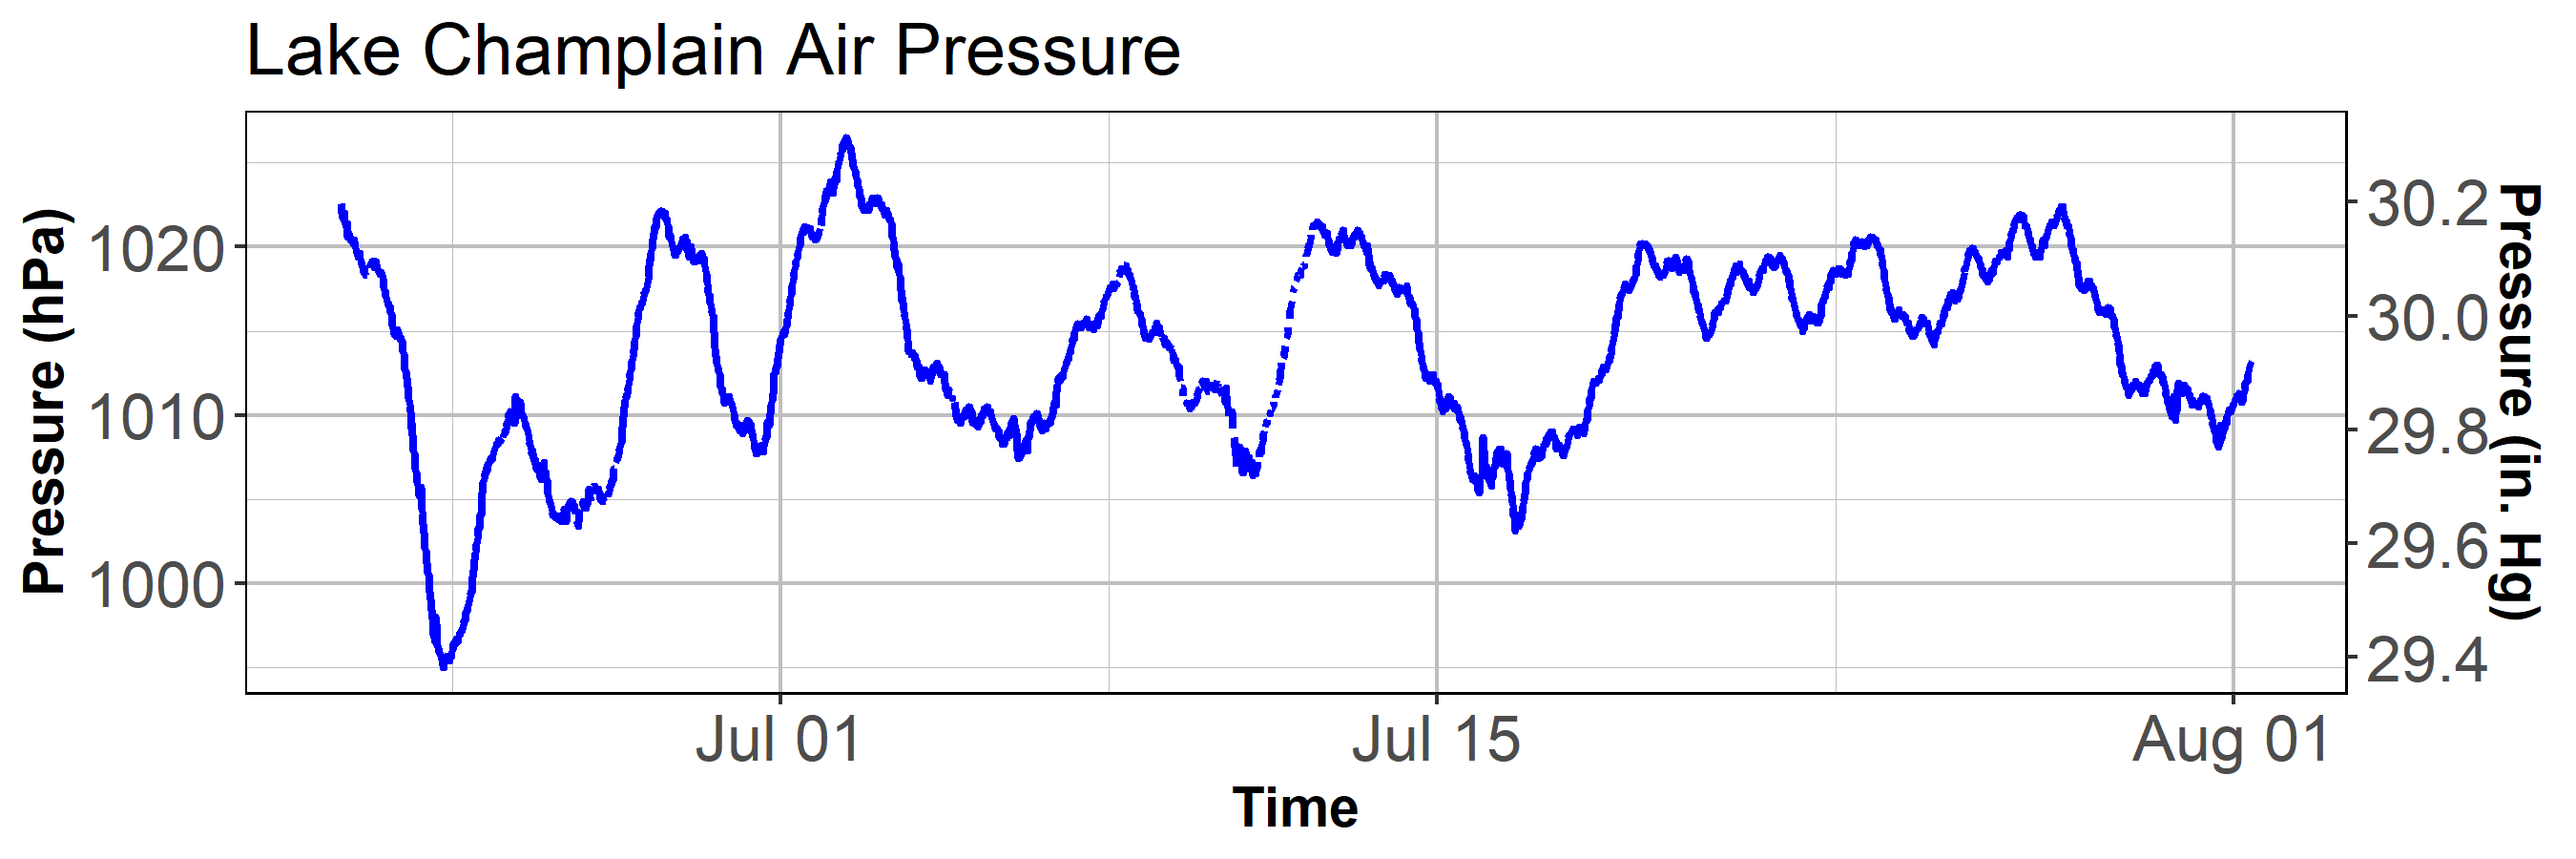 Lake Champlain Air Pressure
Pressure (hPa)
1020
1010
1000
30.2
30.0
29.8
29.6
29.4
Pressure (in. Hg)
Jul 01
Jul 15
Aug 01
Time